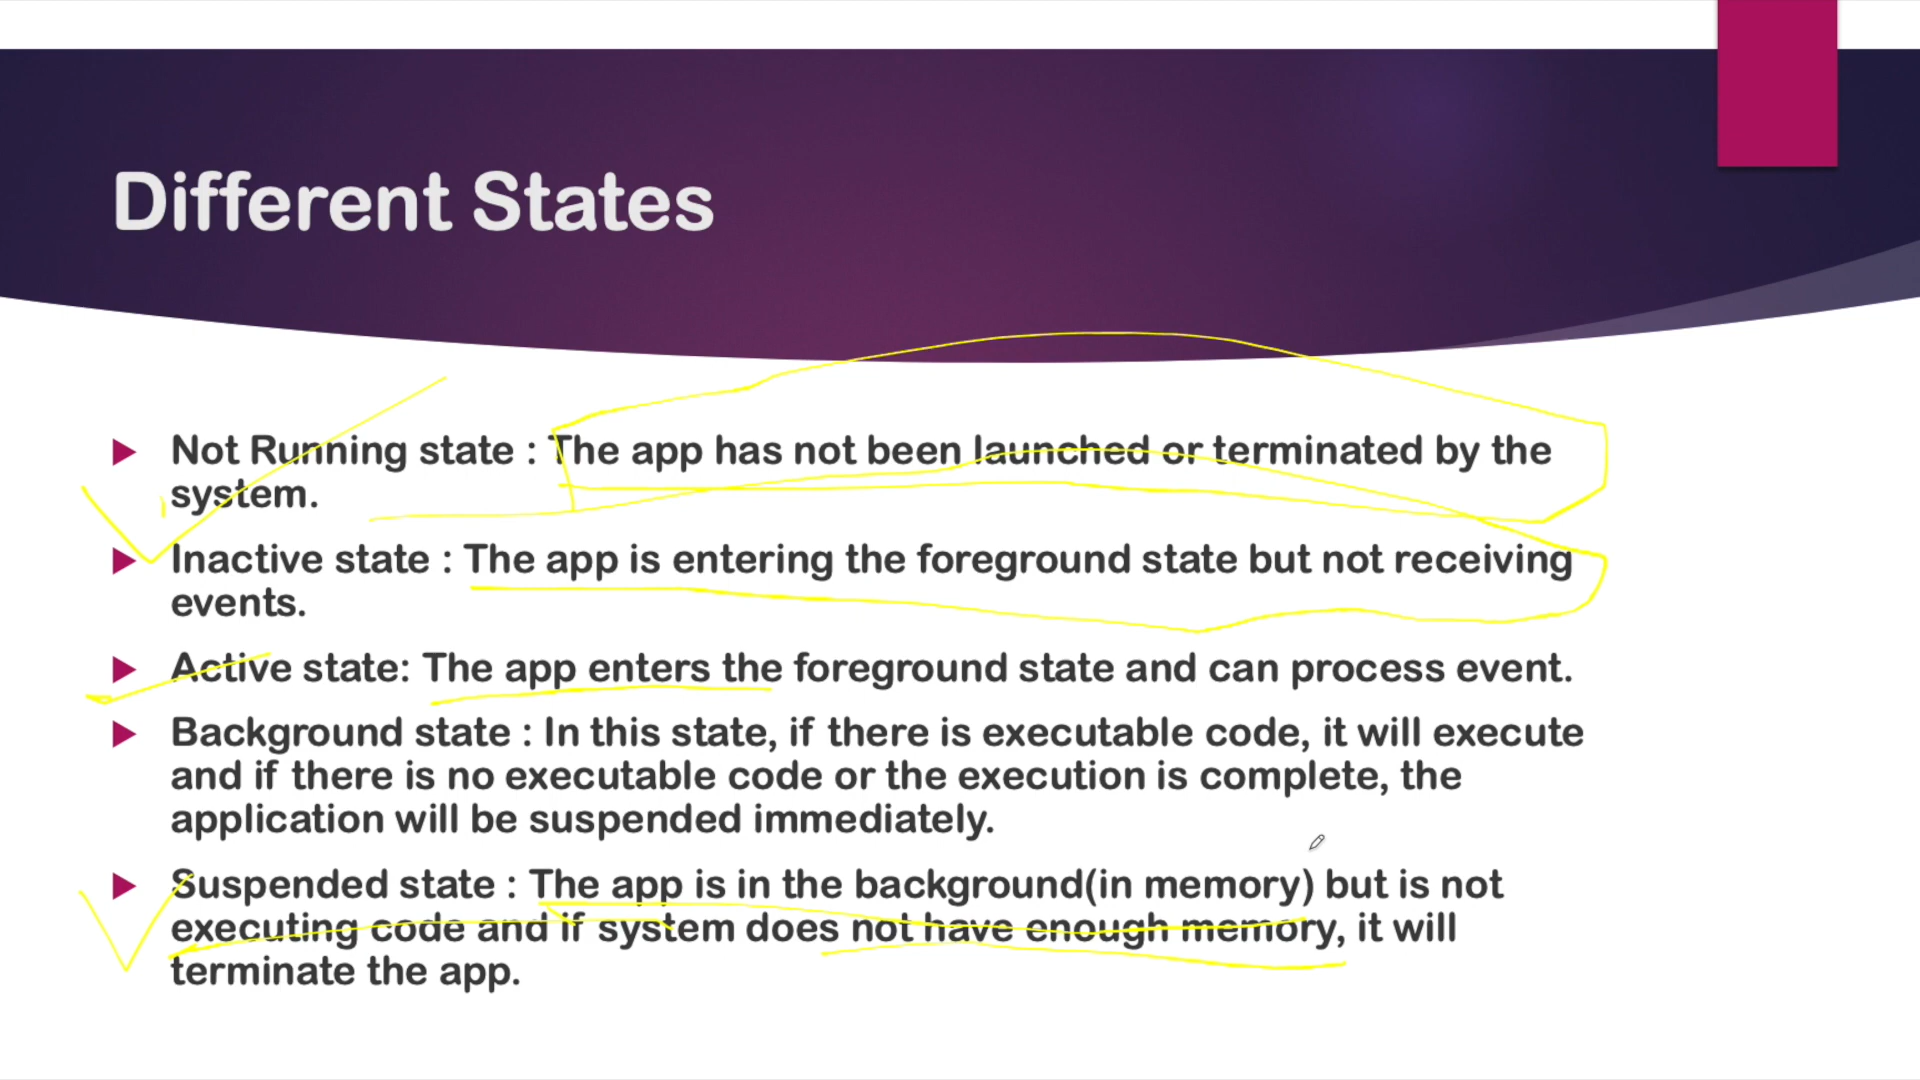 Different States
Not Running state : The app has not been launched or terminated by the
system.
Inactive state : The app is entering the foreground state but not receiving
events.
Active state: The app enters the foreground state and can process event.
Background state : In this state, if there is executable code, it will execute
and if there is no executable code or the execution is complete, the
application will be suspended immediately.
Suspended state : The app is in the background(in memory) but is not
executing code and if system does not have enough memory, it will
terminate the app.